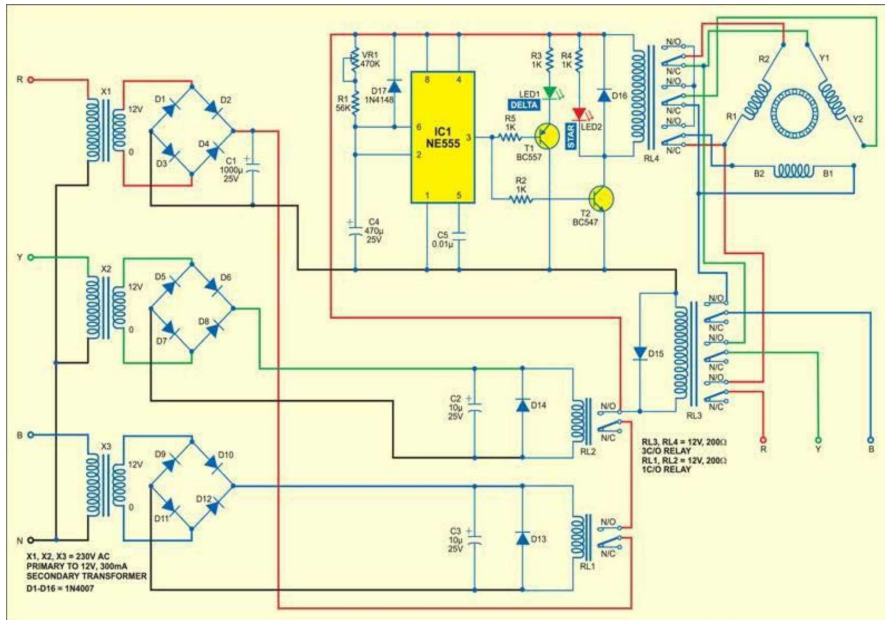 R
X1
12V
0
D1
D2
D3
D4
C1
1000µ
25V
VR1
470K
R1
56K
D17
1N4148
C4
470µ
25V
8
4
6
2
3
1
5
IC1
NE555
C5
0.01µ
R3
1K
R4
1K
LED1
DELTA
STAR
LED2
R5
1K
T1
BC557
R2
1K
T2
BC547
D16
RL4
N/O
N/C
N/O
N/C
N/O
N/C
R2
Y1
R1
Y2
B2
B1
Y
X2
12V
0
D5
D6
D7
D8
C2
10µ
25V
D14
N/O
N/C
RL2
D15
RL3
N/O
N/C
N/O
N/C
N/O
N/C
B
X3
12V
0
D9
D10
D11
D12
C3
10µ
25V
D13
N/O
N/C
RL1
RL3, RL4 = 12V, 200Ω
3C/O RELAY
RL1, RL2 = 12V, 200Ω
1C/O RELAY
R
Y
B
N
X1, X2, X3 = 230V AC
PRIMARY TO 12V, 300mA
SECONDARY TRANSFORMER
D1-D16 = 1N4007